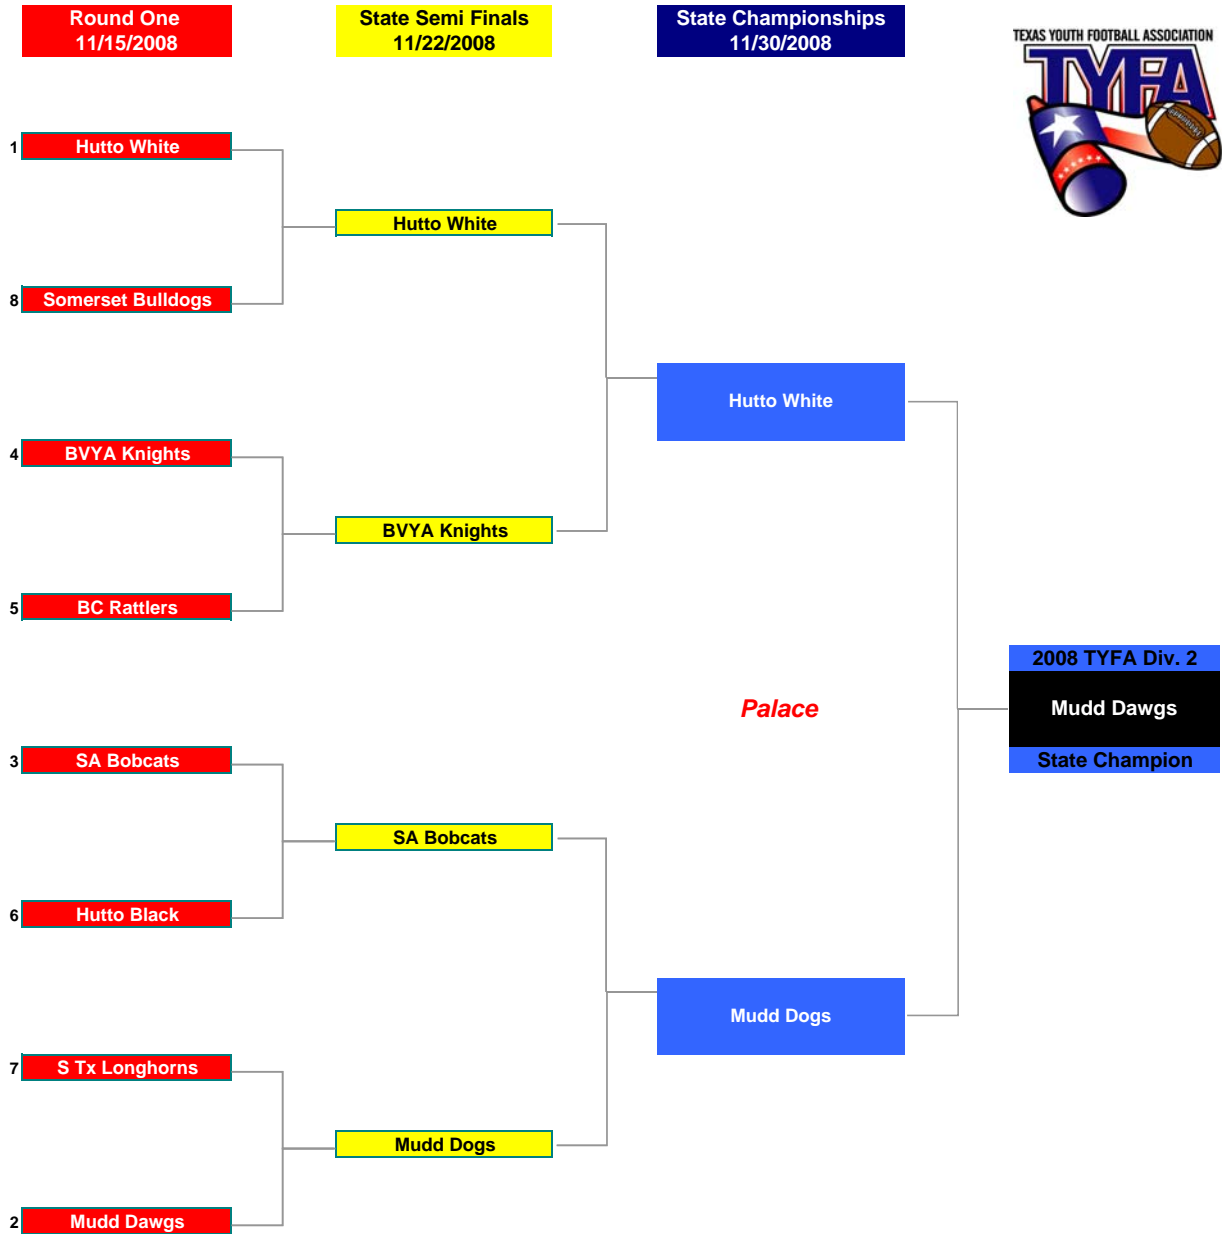 Round One
11/15/2008
State Semi Finals
11/22/2008
State Championships
11/30/2008
TEXAS YOUTH FOOTBALL ASSOCIATION
TYFA
1 Hutto White
Hutto White
8 Somerset Bulldogs
Hutto White
4 BVYA Knights
BVYA Knights
5 BC Rattlers
2008 TYFA Div. 2
Palace
Mudd Dawgs
State Champion
3 SA Bobcats
SA Bobcats
6 Hutto Black
Mudd Dogs
7 S Tx Longhorns
Mudd Dogs
2 Mudd Dawgs